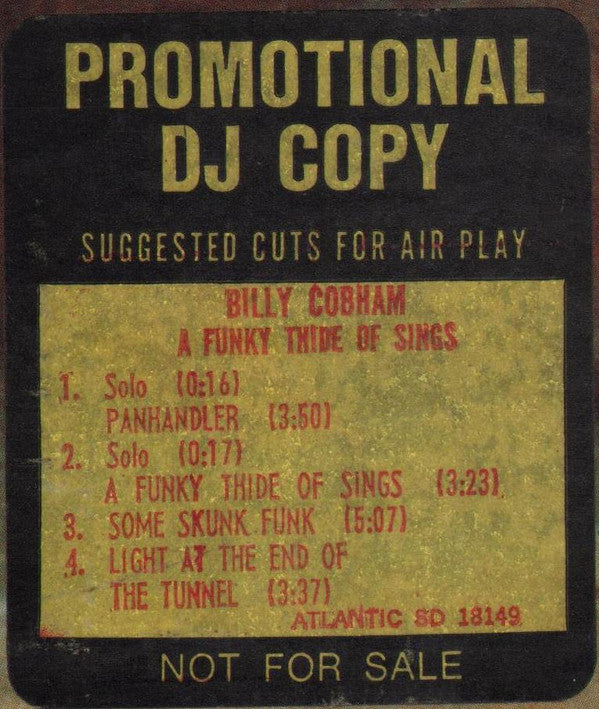 PROMOTIONAL
DJ COPY
SUGGESTED CUTS FOR AIR PLAY
BILLY COBHAM
A FUNKY THIDE OF SINGS
1. Solo (0:16)
PANHANDLER (3:50)
2. Solo (0:17)
A FUNKY THIDE OF SINGS (3:23)
3. SOME SKUNK FUNK (5:07)
4. LIGHT AT THE END OF
THE TUNNEL (3:37)
ATLANTIC SD 18149
NOT FOR SALE